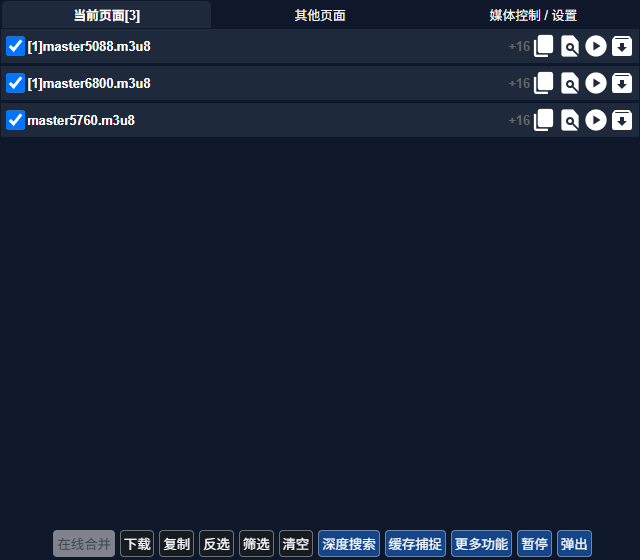 当前页面[3] 其他页面 媒体控制 / 设置
[1]master5088.m3u8 +16
[1]master6800.m3u8 +16
master5760.m3u8 +16
在线合并 下载 复制 反选 筛选 清空 深度搜索 缓存捕捉 更多功能 暂停 弹出